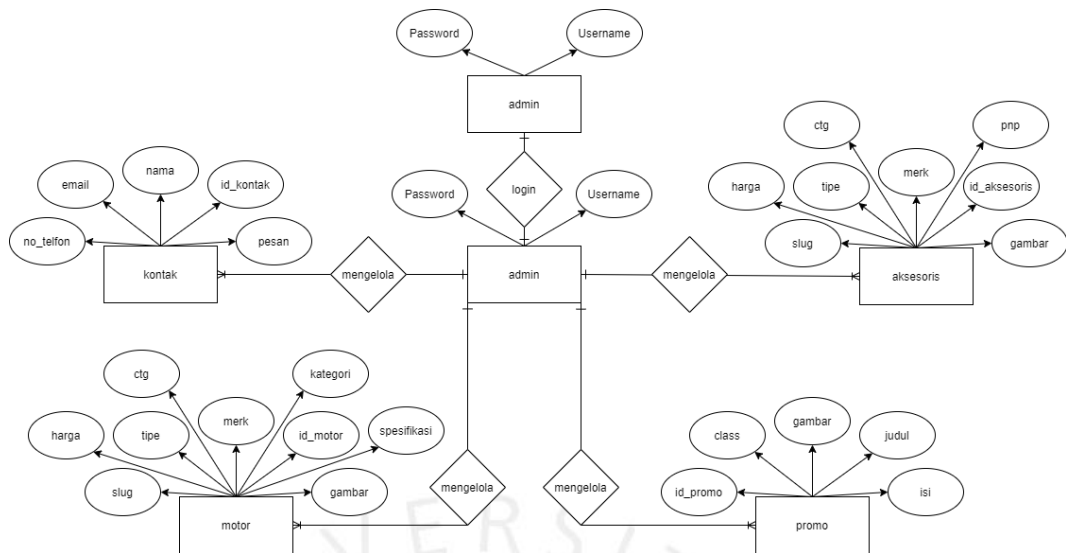 Password
Username
admin
login
Password
Username
admin
nama
email
id_kontak
no_telfon
pesan
kontak
mengelola
mengelola
ctg
pnp
merk
harga
tipe
id_aksesoris
slug
gambar
aksesoris
ctg
kategori
merk
harga
tipe
id_motor
spesifikasi
slug
gambar
motor
mengelola
mengelola
gambar
class
judul
id_promo
isi
promo
VERSI